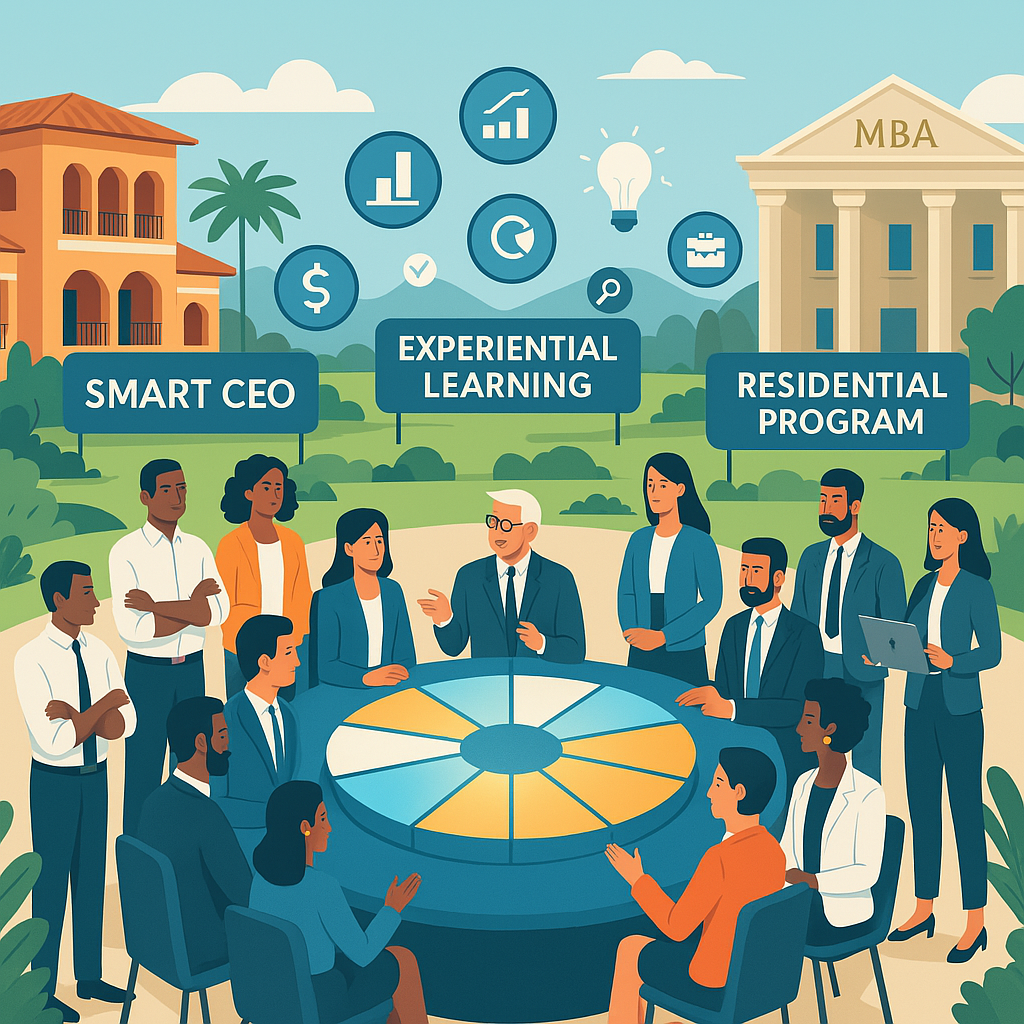 MBA
SMART CEO
EXPERIENTIAL
LEARNING
RESIDENTIAL
PROGRAM
$